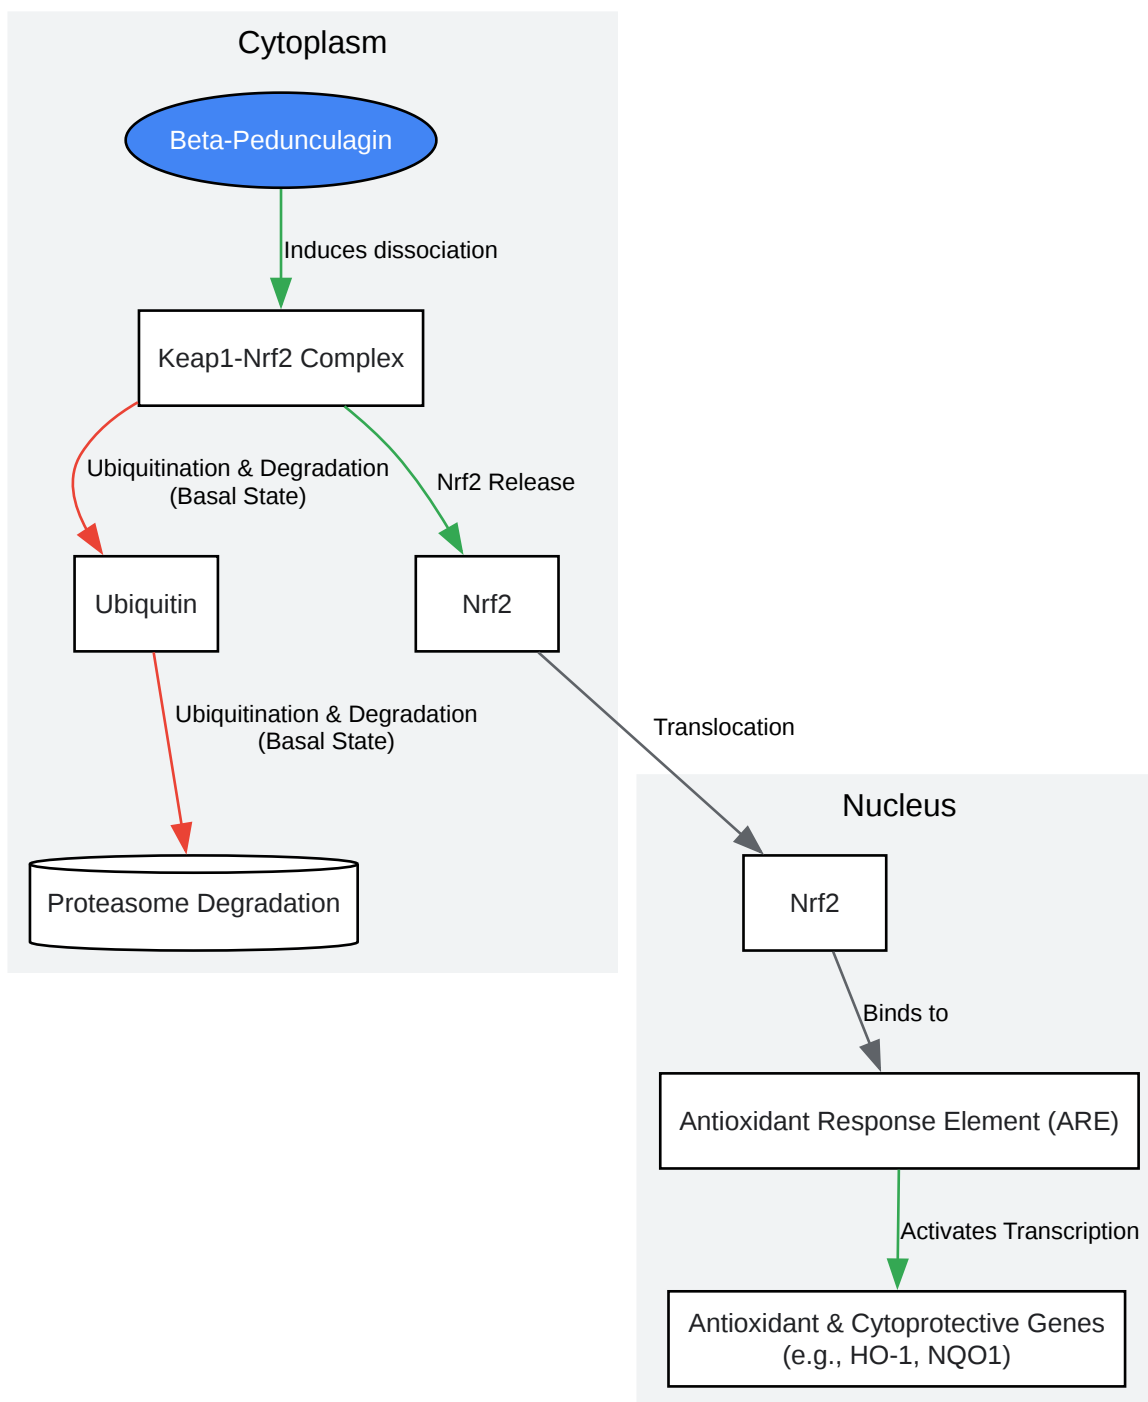 Cytoplasm
Beta-Pedunculagin
Induces dissociation
Keap1-Nrf2 Complex
Ubiquitination & Degradation
(Basal State)
Nrf2 Release
Ubiquitin
Nrf2
Ubiquitination & Degradation
(Basal State)
Translocation
Proteasome Degradation
Nucleus
Nrf2
Binds to
Antioxidant Response Element (ARE)
Activates Transcription
Antioxidant & Cytoprotective Genes
(e.g., HO-1, NQO1)